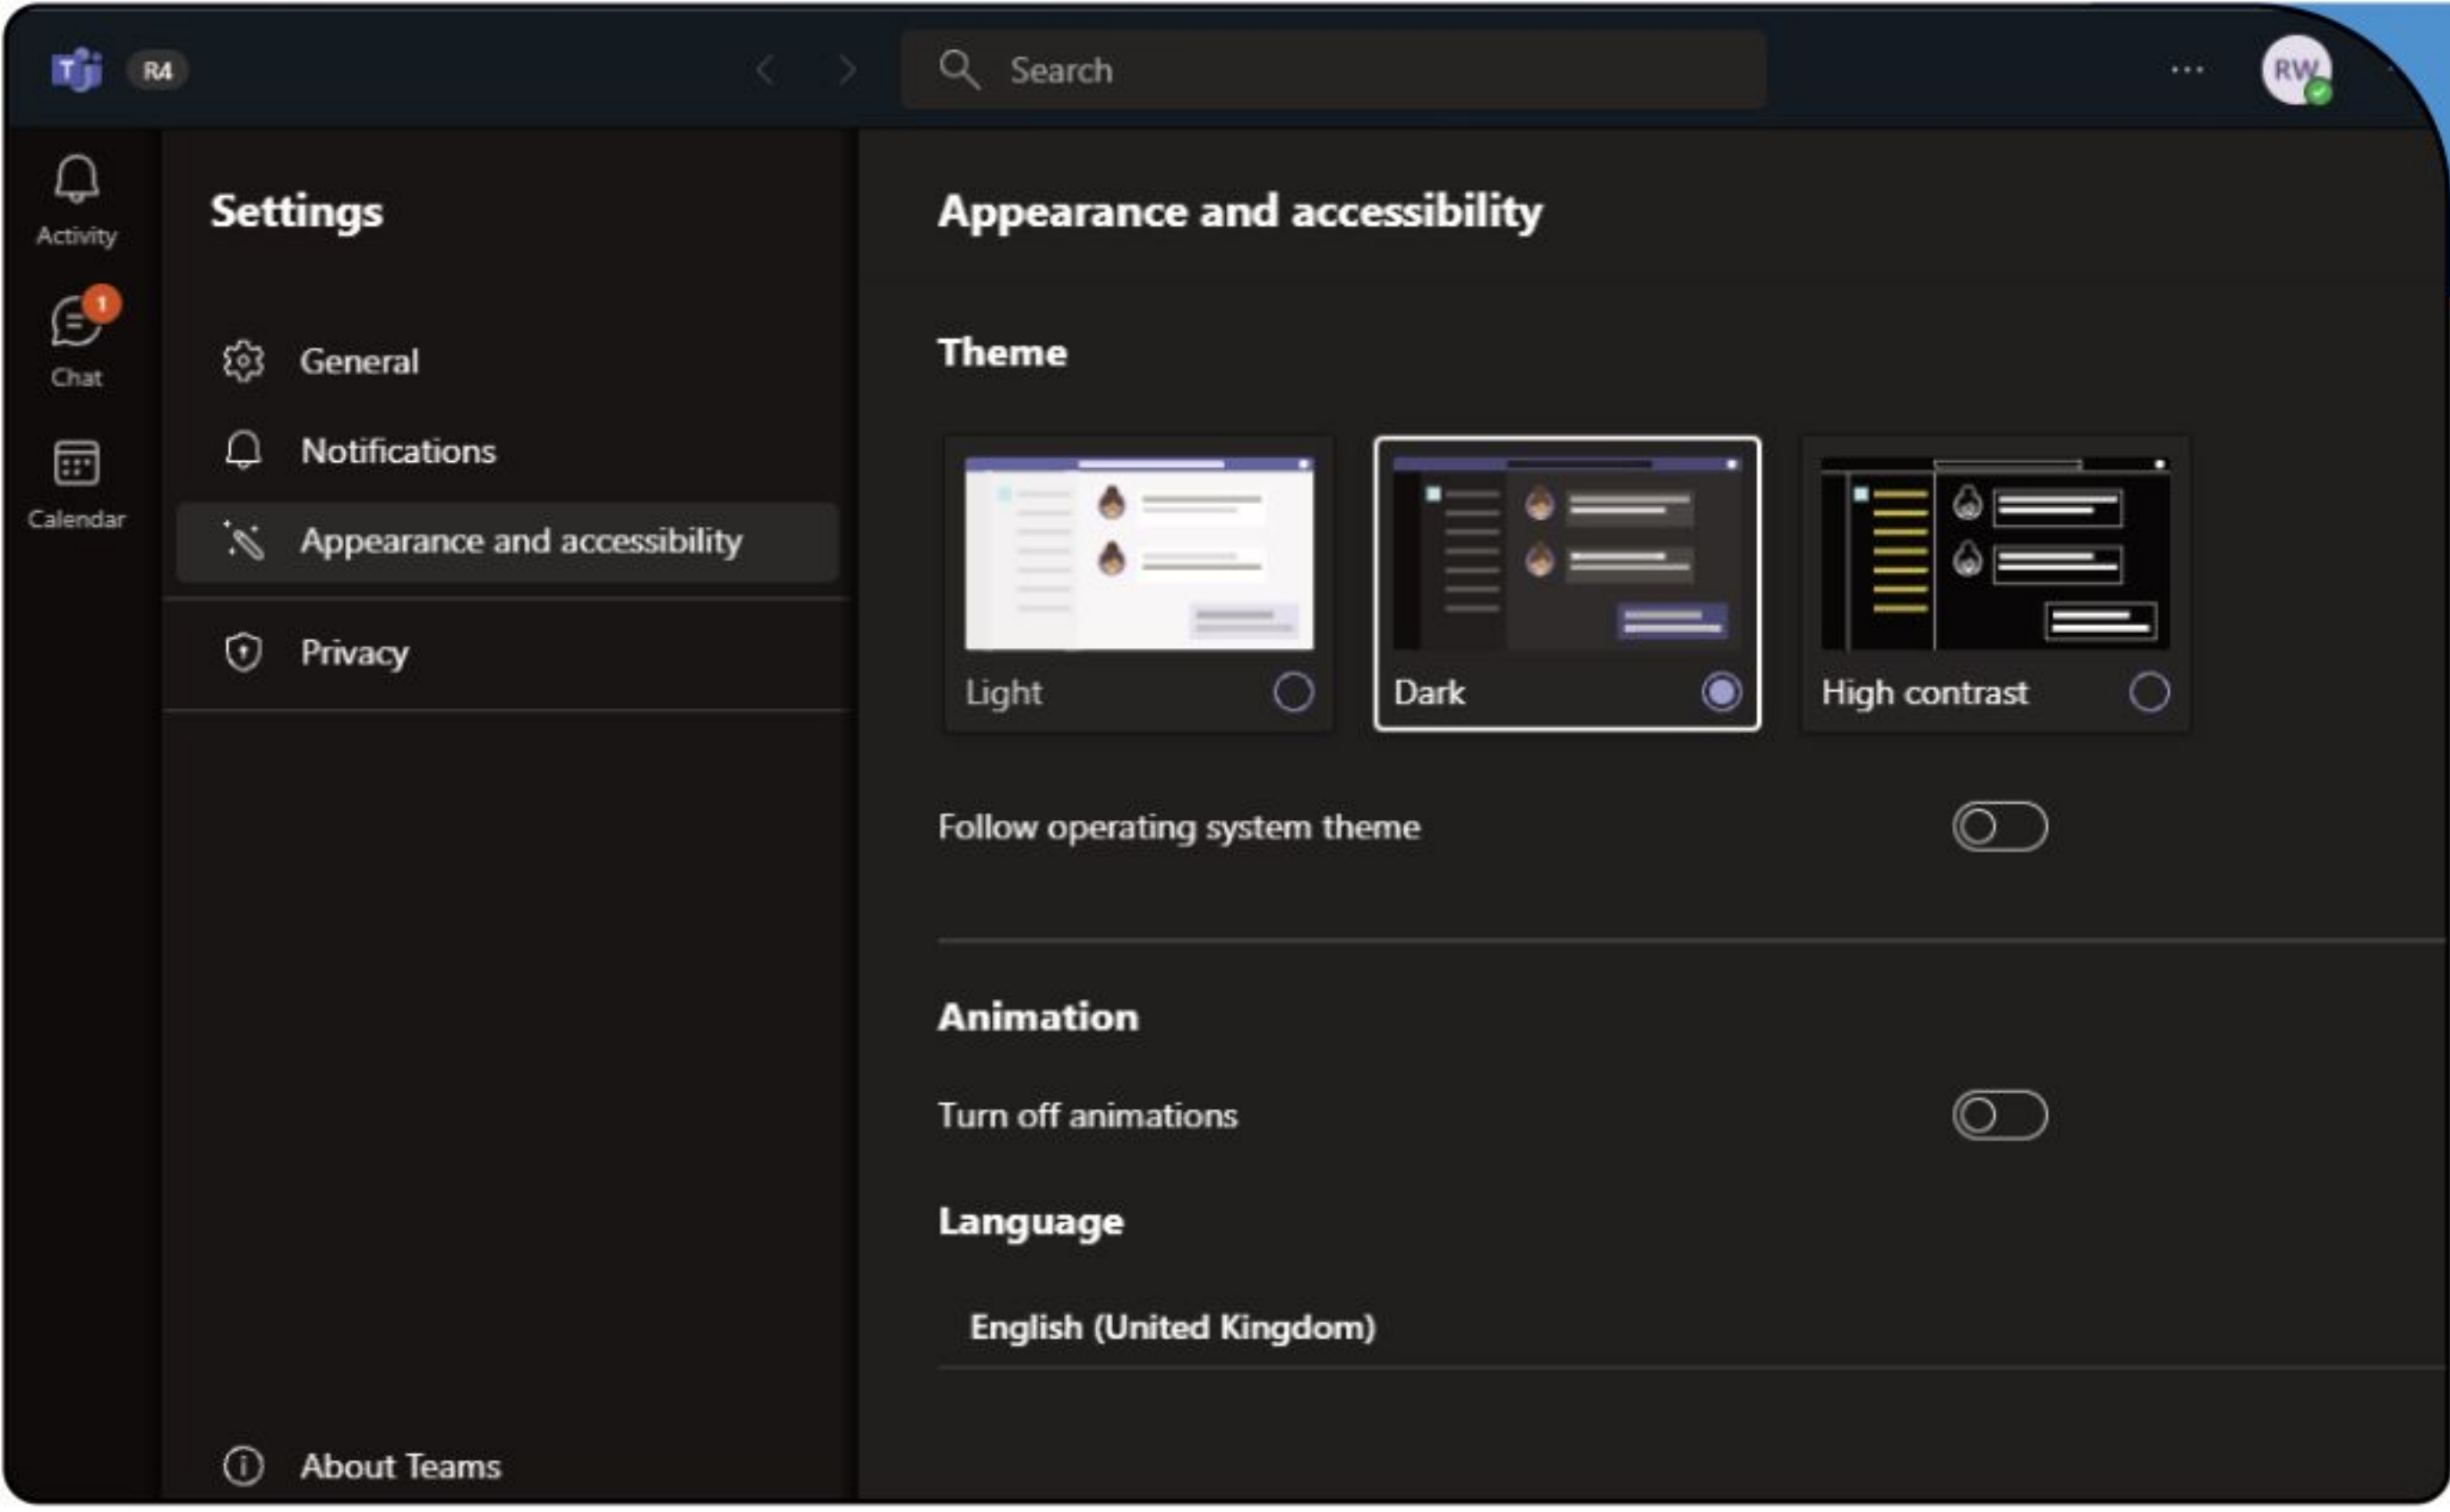 T R4
Search
RW
Activity
1
Chat
Calendar
Settings
General
Notifications
Appearance and accessibility
Privacy
About Teams
Appearance and accessibility
Theme
Light
Dark
High contrast
Follow operating system theme
Animation
Turn off animations
Language
English (United Kingdom)